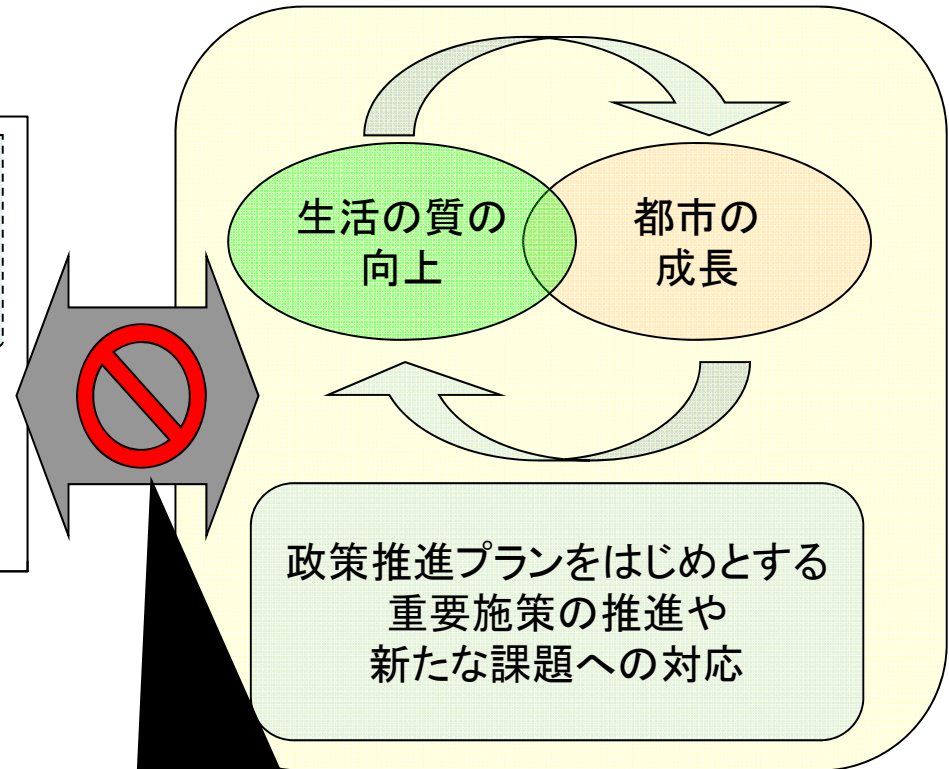 生活の質の
向上
都市の
成長
政策推進プランをはじめとする
重要施策の推進や
新たな課題への対応